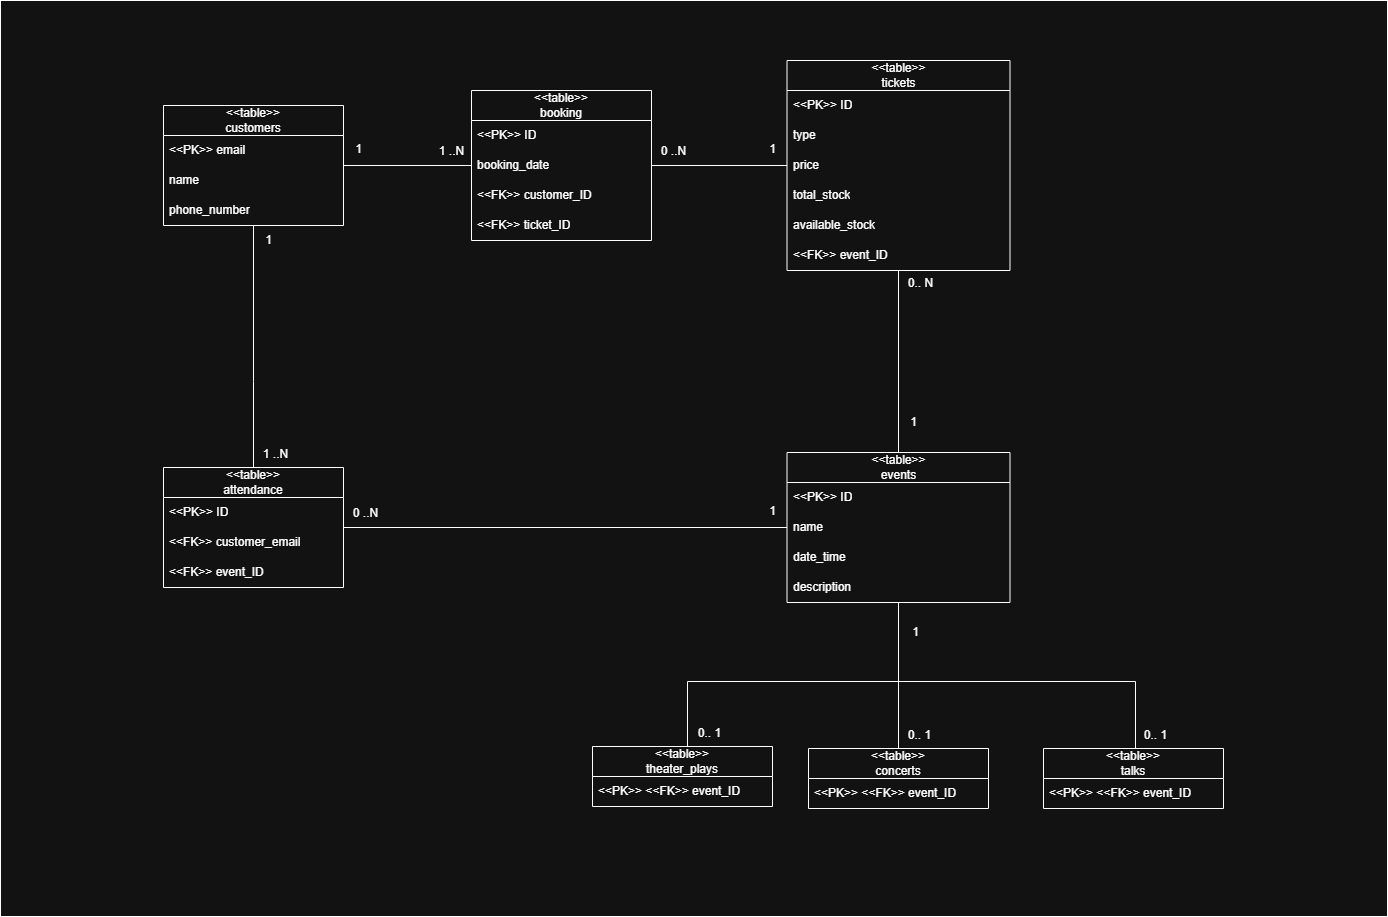 <<table>>
customers
<<PK>> email
name
phone_number
1
1 ..N
<<table>>
booking
<<PK>> ID
booking_date
<<FK>> customer_ID
<<FK>> ticket_ID
0 ..N
1
<<table>>
tickets
<<PK>> ID
type
price
total_stock
available_stock
<<FK>> event_ID
1
1 ..N
0.. N
1
<<table>>
attendance
<<PK>> ID
<<FK>> customer_email
<<FK>> event_ID
0 ..N
1
<<table>>
events
<<PK>> ID
name
date_time
description
1
0.. 1
0.. 1
0.. 1
<<table>>
theater_plays
<<PK>> <<FK>> event_ID
<<table>>
concerts
<<PK>> <<FK>> event_ID
<<table>>
talks
<<PK>> <<FK>> event_ID